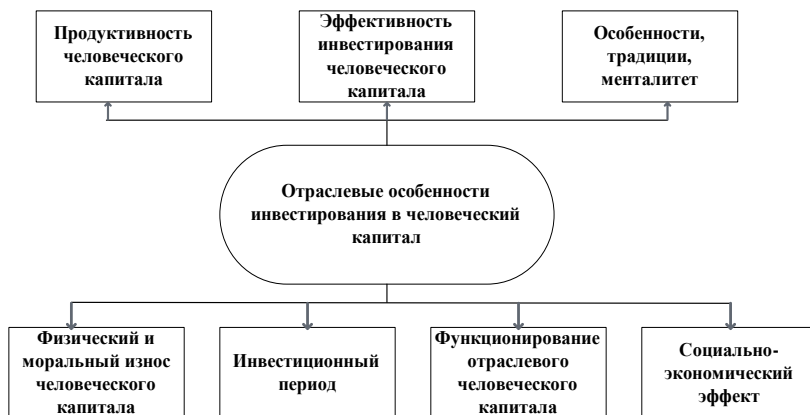 Продуктивность
человеческого
капитала
Эффективность
инвестирования
человеческого
капитала
Особенности,
традиции,
менталитет
Отраслевые особенности
инвестирования в человеческий
капитал
Физический и
моральный износ
человеческого
капитала
Инвестиционный
период
Функционирование
отраслевого
человеческого
капитала
Социально-
экономический
эффект